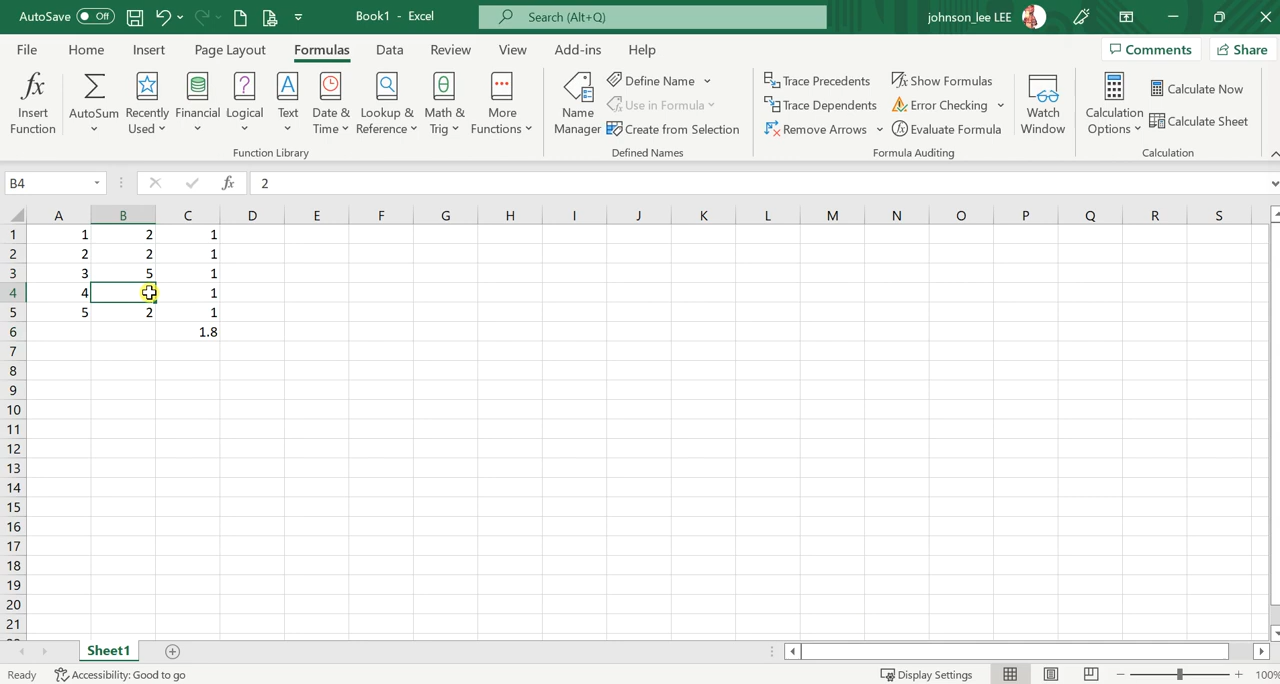 AutoSave Off Book1 - Excel Search (Alt+Q) johnson_lee LEE
File Home Insert Page Layout Formulas Data Review View Add-ins Help Comments Share
fx Insert Function
AutoSum
Recently Used
Financial
Logical
Text
Date & Time
Lookup & Reference
Math & Trig
More Functions
Function Library
Name Manager
Define Name
Use in Formula
Create from Selection
Defined Names
Trace Precedents
Trace Dependents
Remove Arrows
Show Formulas
Error Checking
Evaluate Formula
Formula Auditing
Watch Window
Calculation Options
Calculate Now
Calculate Sheet
Calculation
B4 fx 2
A B C D E F G H I J K L M N O P Q R S
1 1 2 1
2 2 2 1
3 3 5 1
4 4 1
5 5 2 1
6 1.8
7
8
9
10
11
12
13
14
15
16
17
18
19
20
21
Sheet1
Ready Accessibility: Good to go Display Settings 100%